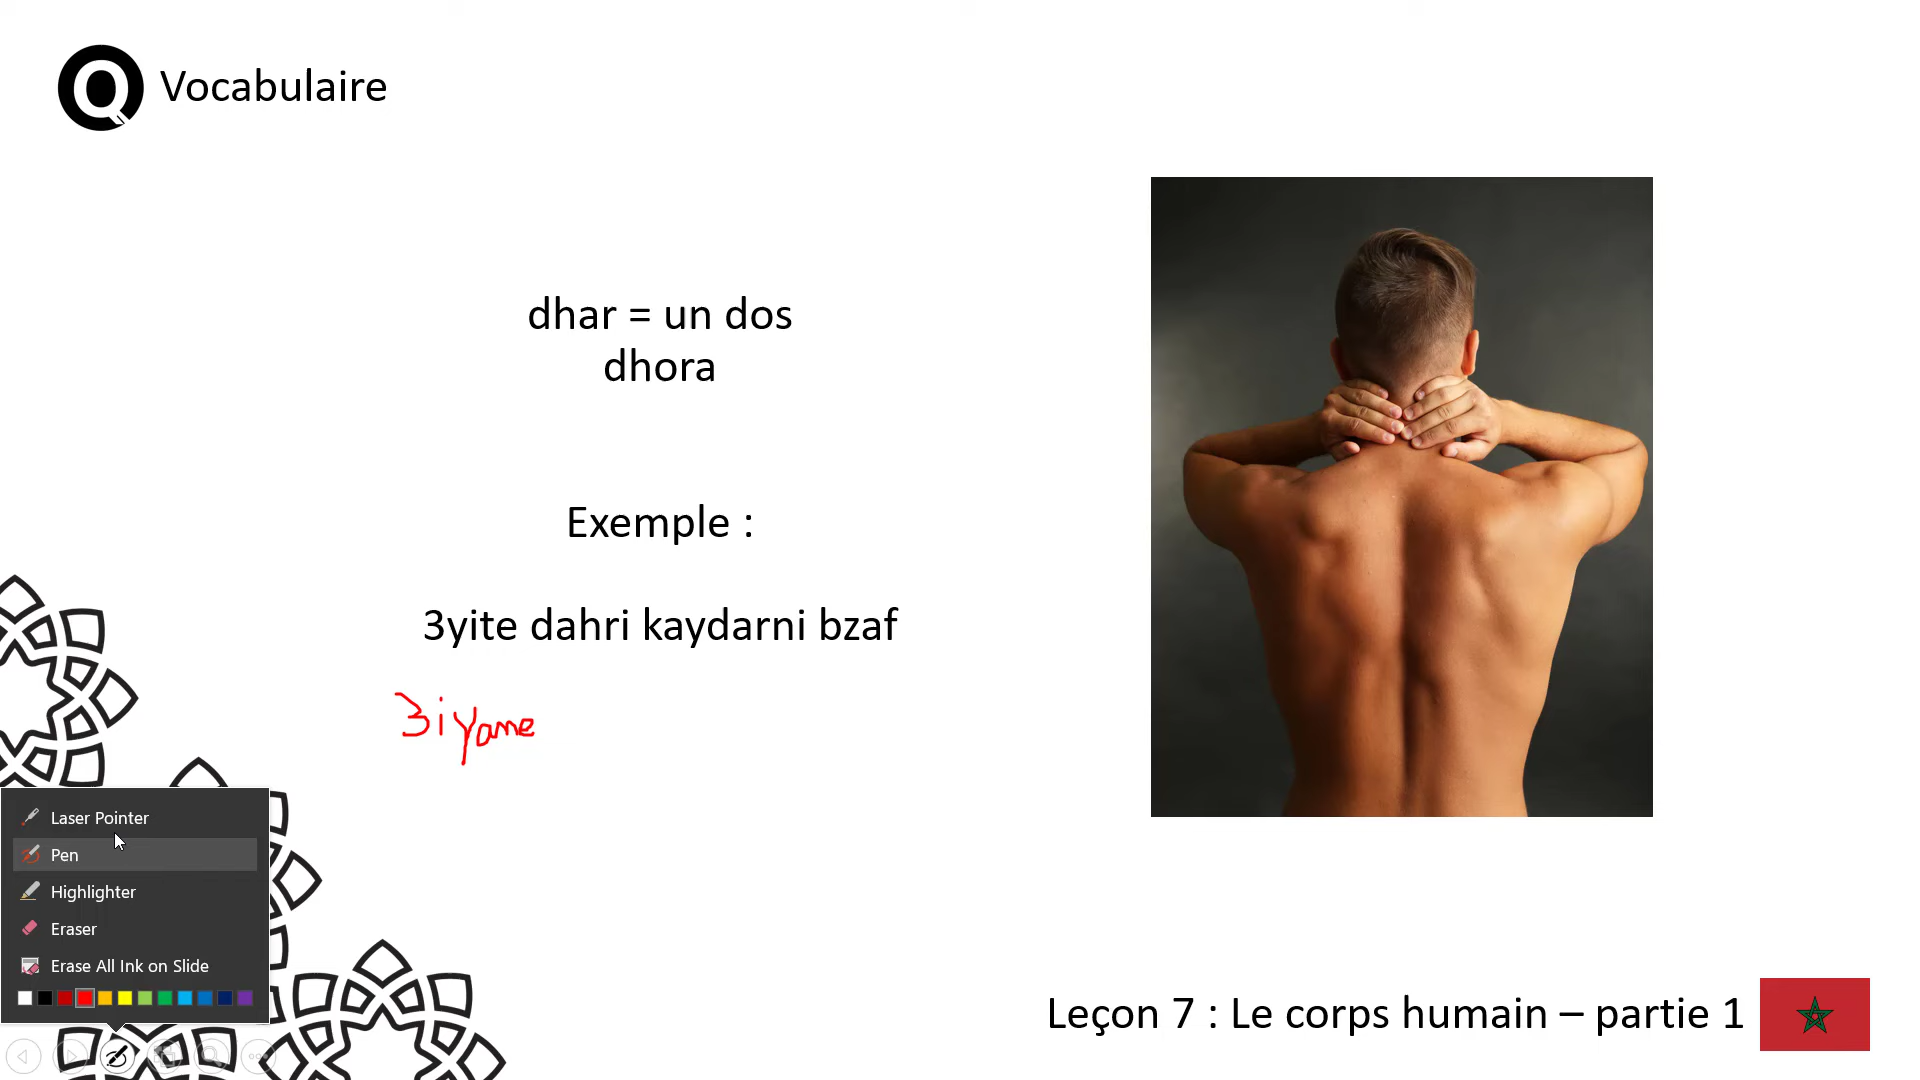 Q Vocabulaire
dhar = un dos
dhora
Exemple :
3yite dahri kaydarni bzaf
3iyane
Laser Pointer
Pen
Highlighter
Eraser
Erase All Ink on Slide
Leçon 7 : Le corps humain – partie 1